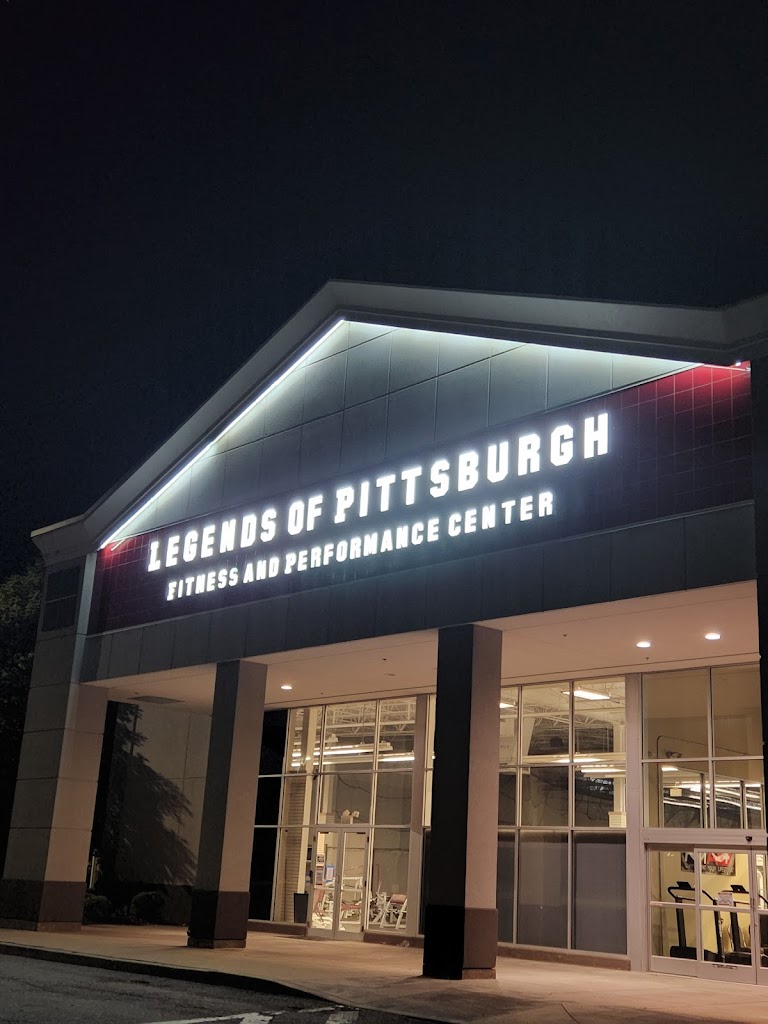 LEGENDS OF PITTSBURGH
FITNESS AND PERFORMANCE CENTER